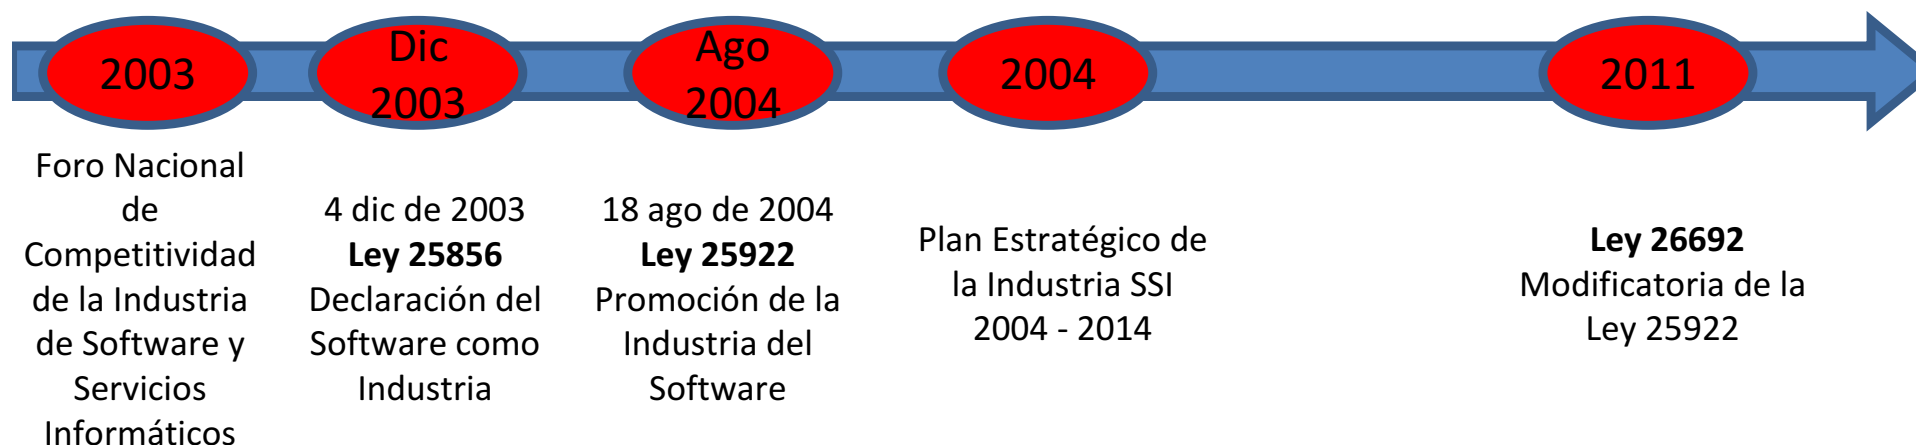 2003
Dic
2003
Ago
2004
2004
2011
Foro Nacional
de
Competitividad
de la Industria
de Software y
Servicios
Informáticos
4 dic de 2003
Ley 25856
Declaración del
Software como
Industria
18 ago de 2004
Ley 25922
Promoción de la
Industria del
Software
Plan Estratégico de
la Industria SSI
2004 - 2014
Ley 26692
Modificatoria de la
Ley 25922